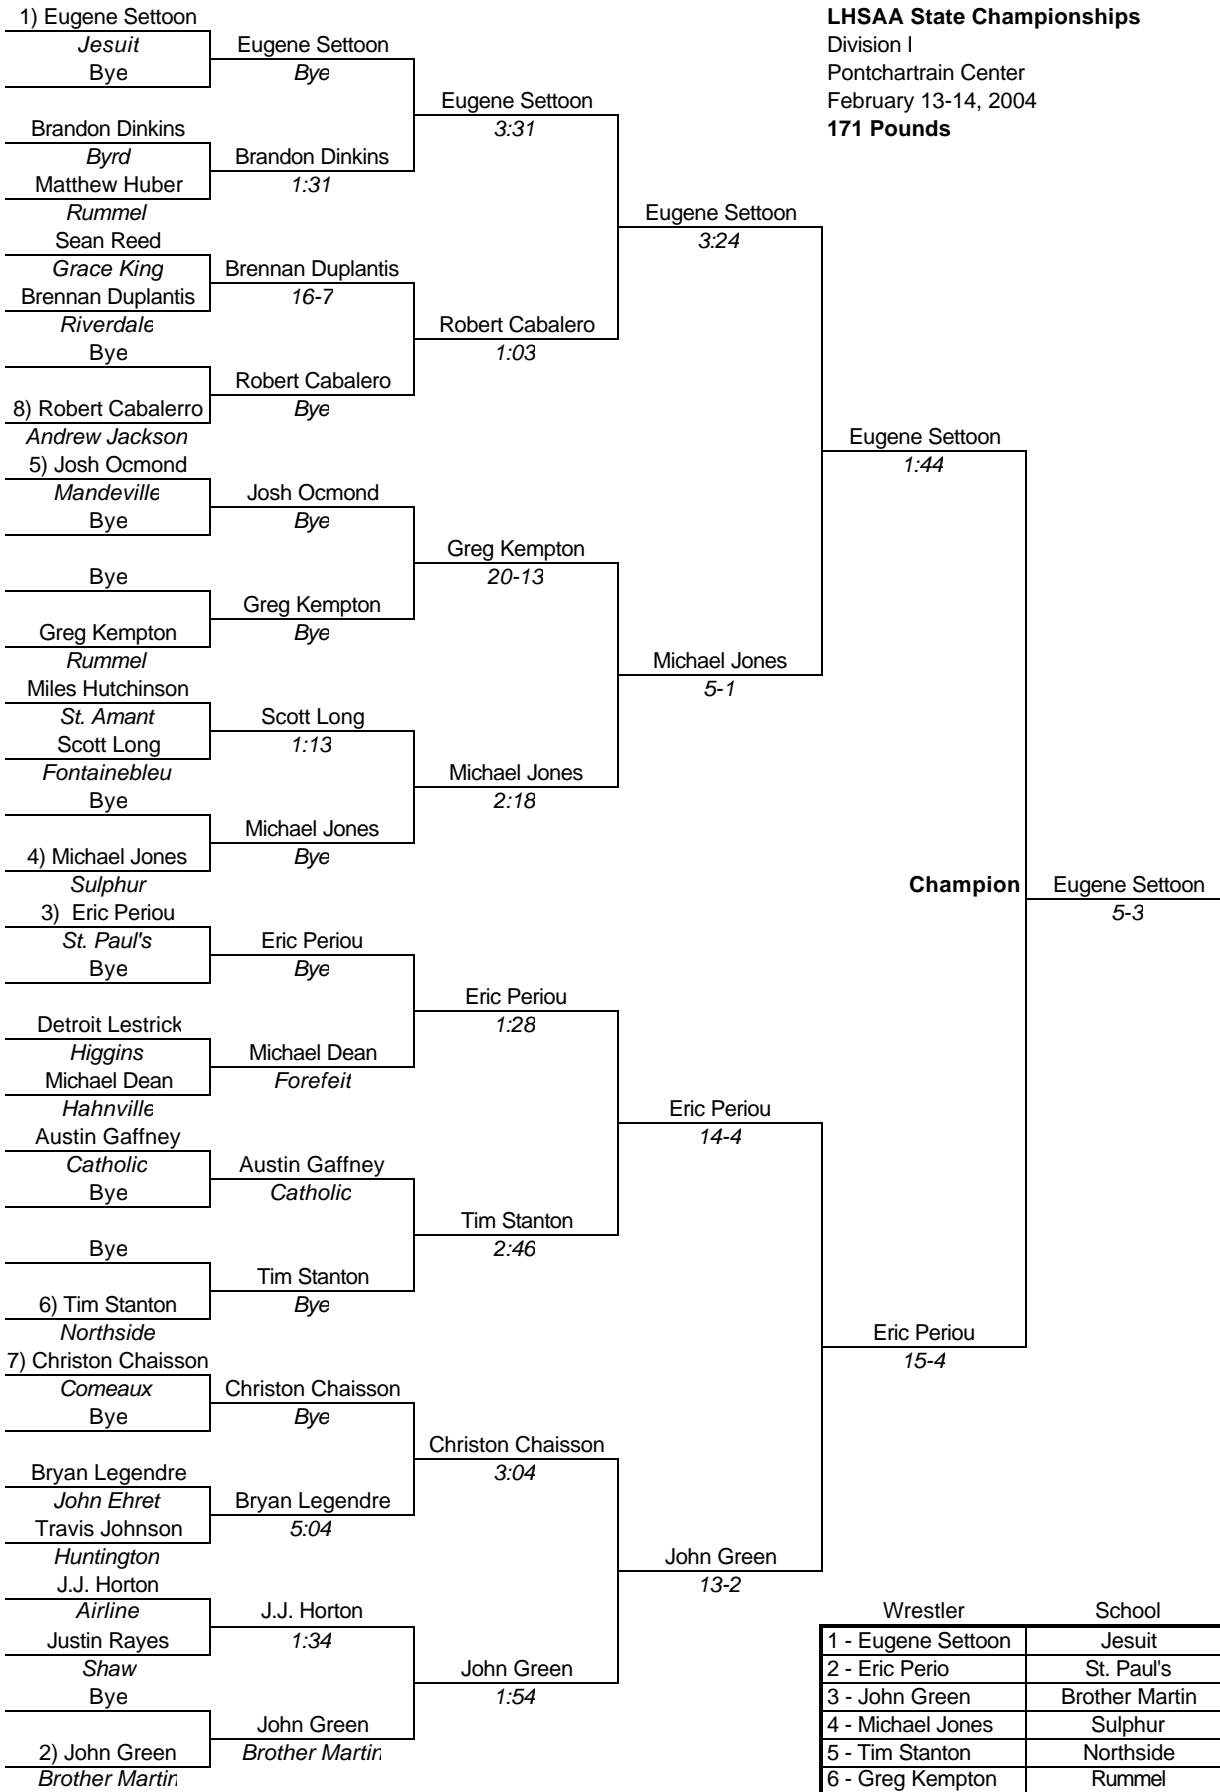 LHSAA State Championships
Division I
Pontchartrain Center
February 13-14, 2004
171 Pounds
1) Eugene Settoon
Jesuit
Bye
Brandon Dinkins
Byrd
Matthew Huber
Rummel
Sean Reed
Grace King
Brennan Duplantis
Riverdale
Bye
8) Robert Cabalerro
Andrew Jackson
5) Josh Ocmond
Mandeville
Bye
Bye
Greg Kempton
Rummel
Miles Hutchinson
St. Amant
Scott Long
Fontainebleu
Bye
4) Michael Jones
Sulphur
3) Eric Periou
St. Paul's
Bye
Detroit Lestrick
Higgins
Michael Dean
Hahnville
Austin Gaffney
Catholic
Bye
Bye
6) Tim Stanton
Northside
7) Christon Chaisson
Comeaux
Bye
Bryan Legendre
John Ehret
Travis Johnson
Huntington
J.J. Horton
Airline
Justin Rayes
Shaw
Bye
2) John Green
Brother Martin
Eugene Settoon
Bye
Brandon Dinkins
1:31
Brennan Duplantis
16-7
Robert Cabalero
Bye
Josh Ocmond
Bye
Greg Kempton
Bye
Scott Long
1:13
Michael Jones
Bye
Eric Periou
Bye
Michael Dean
Forefeit
Austin Gaffney
Catholic
Tim Stanton
Bye
Christon Chaisson
Bye
Bryan Legendre
5:04
J.J. Horton
1:34
John Green
Brother Martin
Eugene Settoon
3:31
Robert Cabalero
1:03
Greg Kempton
20-13
Michael Jones
2:18
Eric Periou
1:28
Tim Stanton
2:46
Christon Chaisson
3:04
John Green
1:54
Eugene Settoon
3:24
Michael Jones
5-1
Eric Periou
14-4
John Green
13-2
Eugene Settoon
1:44
Eric Periou
15-4
Champion
Eugene Settoon
5-3
Wrestler School
1 - Eugene Settoon Jesuit
2 - Eric Perio St. Paul's
3 - John Green Brother Martin
4 - Michael Jones Sulphur
5 - Tim Stanton Northside
6 - Greg Kempton Rummel